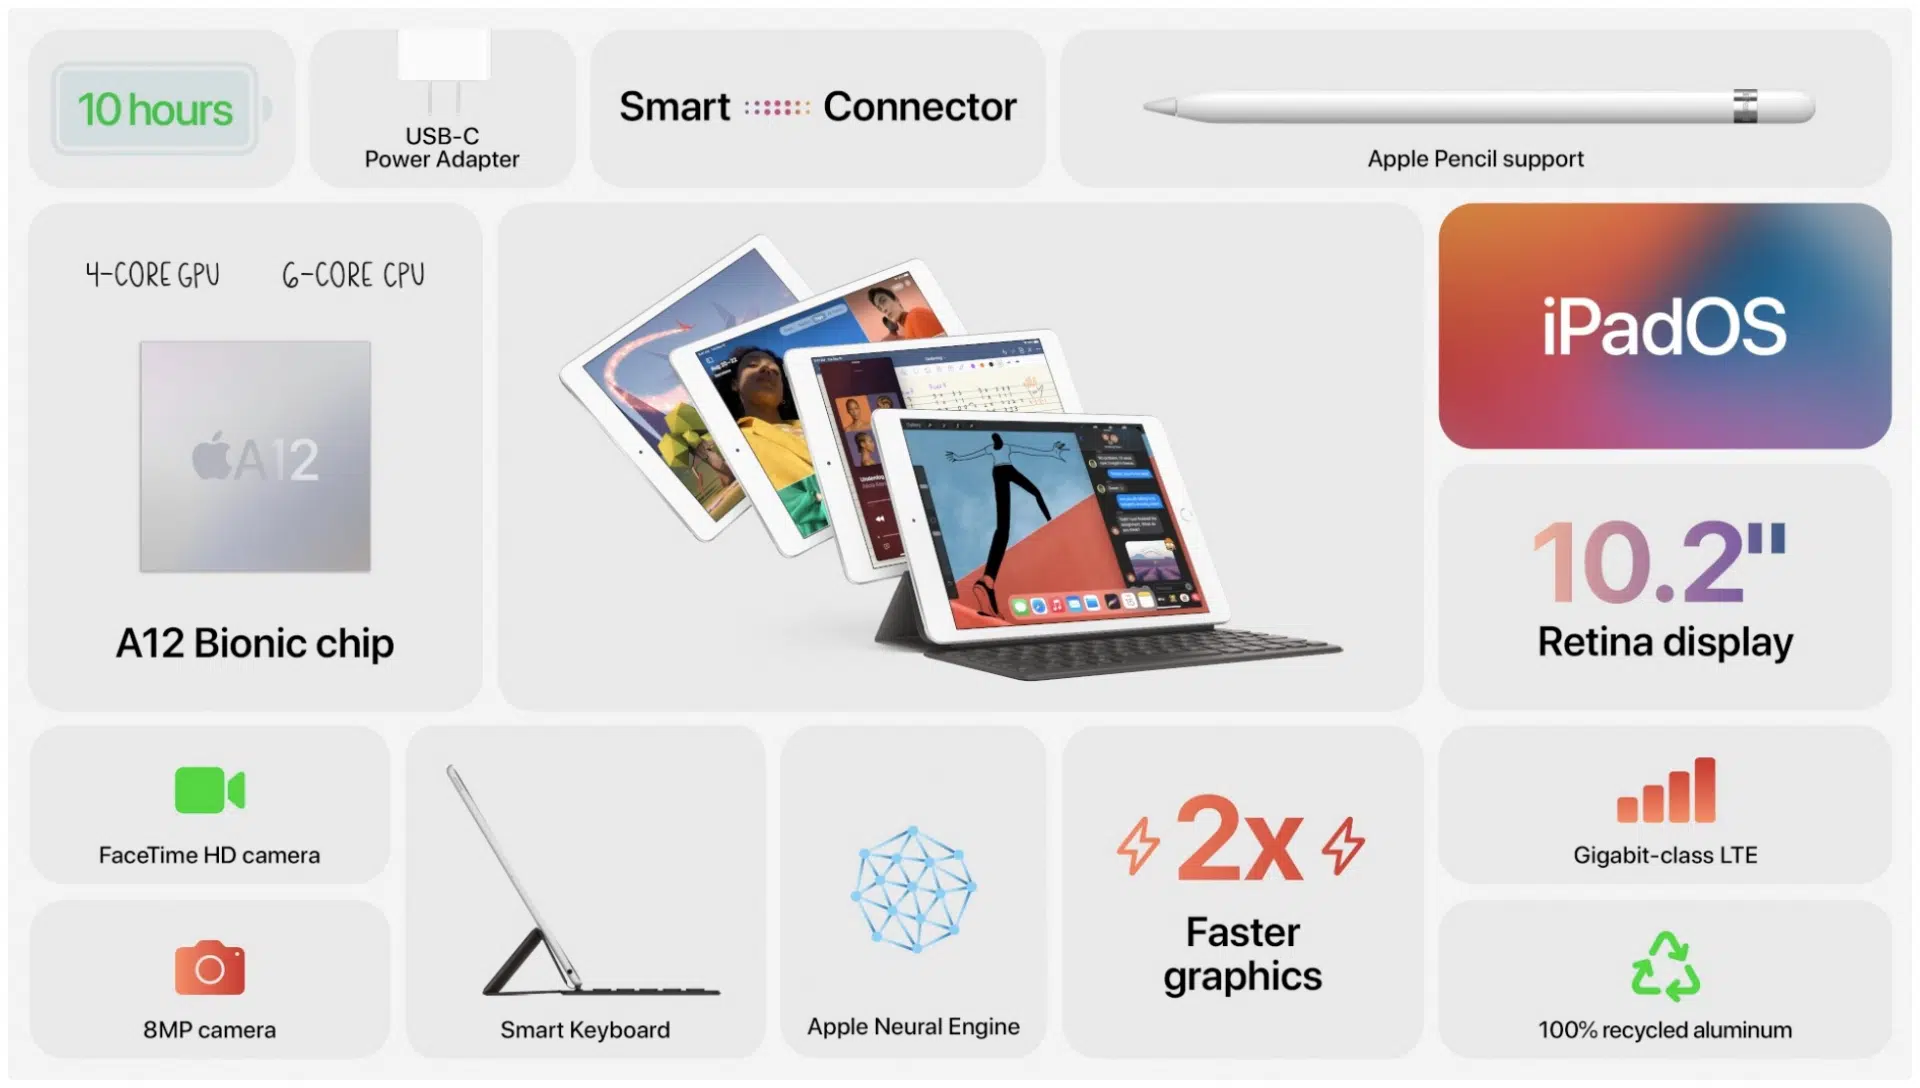 10 hours
USB-C
Power Adapter
Smart Connector
Apple Pencil support
4-CORE GPU 6-CORE CPU
A12
A12 Bionic chip
iPadOS
10.2"
Retina display
FaceTime HD camera
8MP camera
Smart Keyboard
Apple Neural Engine
2x
Faster
graphics
Gigabit-class LTE
100% recycled aluminum